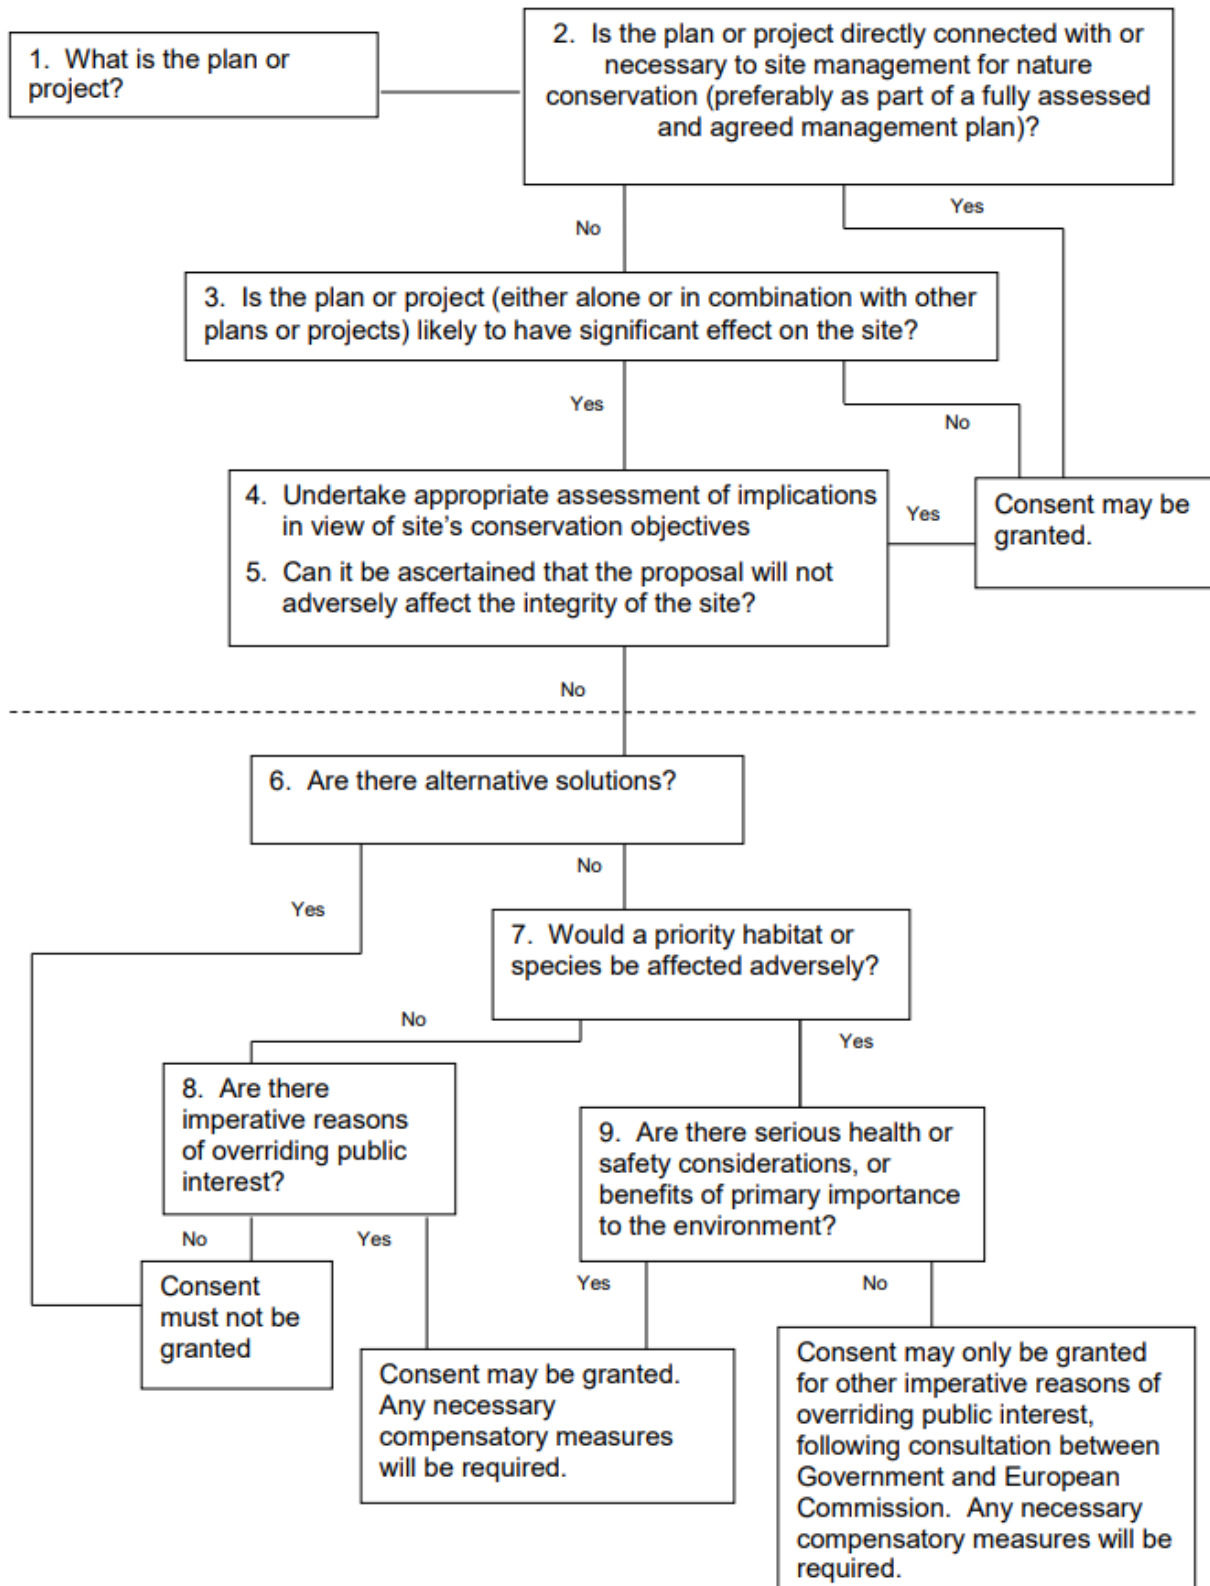 1. What is the plan or
project?
2. Is the plan or project directly connected with or
necessary to site management for nature
conservation (preferably as part of a fully assessed
and agreed management plan)?
No
Yes
3. Is the plan or project (either alone or in combination with other
plans or projects) likely to have significant effect on the site?
Yes
No
4. Undertake appropriate assessment of implications
in view of site’s conservation objectives
5. Can it be ascertained that the proposal will not
adversely affect the integrity of the site?
Yes
Consent may be
granted.
No
6. Are there alternative solutions?
Yes
No
7. Would a priority habitat or
species be affected adversely?
No
Yes
8. Are there
imperative reasons
of overriding public
interest?
9. Are there serious health or
safety considerations, or
benefits of primary importance
to the environment?
No
Yes
Yes
No
Consent
must not be
granted
Consent may be granted.
Any necessary
compensatory measures
will be required.
Consent may only be granted
for other imperative reasons of
overriding public interest,
following consultation between
Government and European
Commission. Any necessary
compensatory measures will be
required.